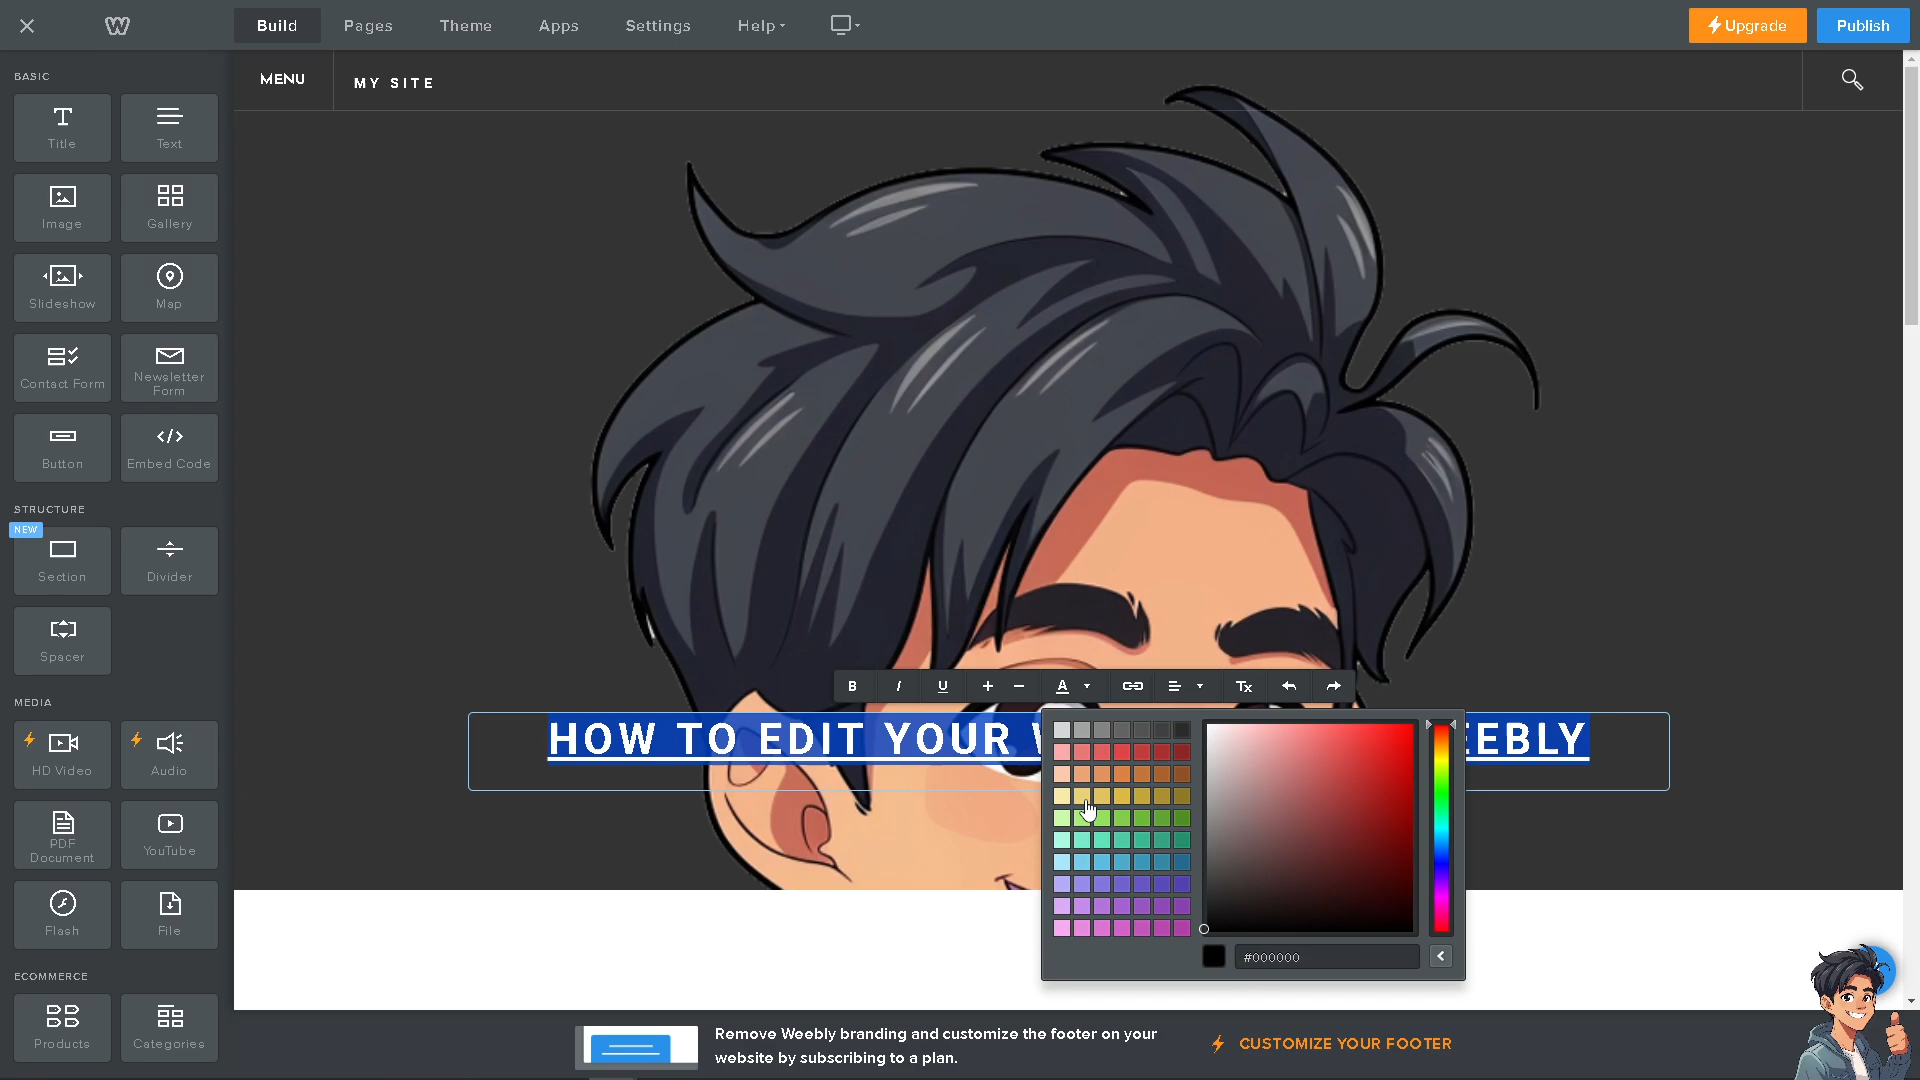 Build
Pages
Theme
Apps
Settings
Help
Upgrade
Publish
BASIC
Title
Text
Image
Gallery
Slideshow
Map
Contact Form
Newsletter
Form
Button
Embed Code
STRUCTURE
NEW
Section
Divider
Spacer
MEDIA
HD Video
Audio
PDF
Document
YouTube
Flash
File
ECOMMERCE
Products
Categories
MENU
MY SITE
B I U + − A Tx
HOW TO EDIT YOUR
EEBLY
#000000
Remove Weebly branding and customize the footer on your
website by subscribing to a plan.
CUSTOMIZE YOUR FOOTER